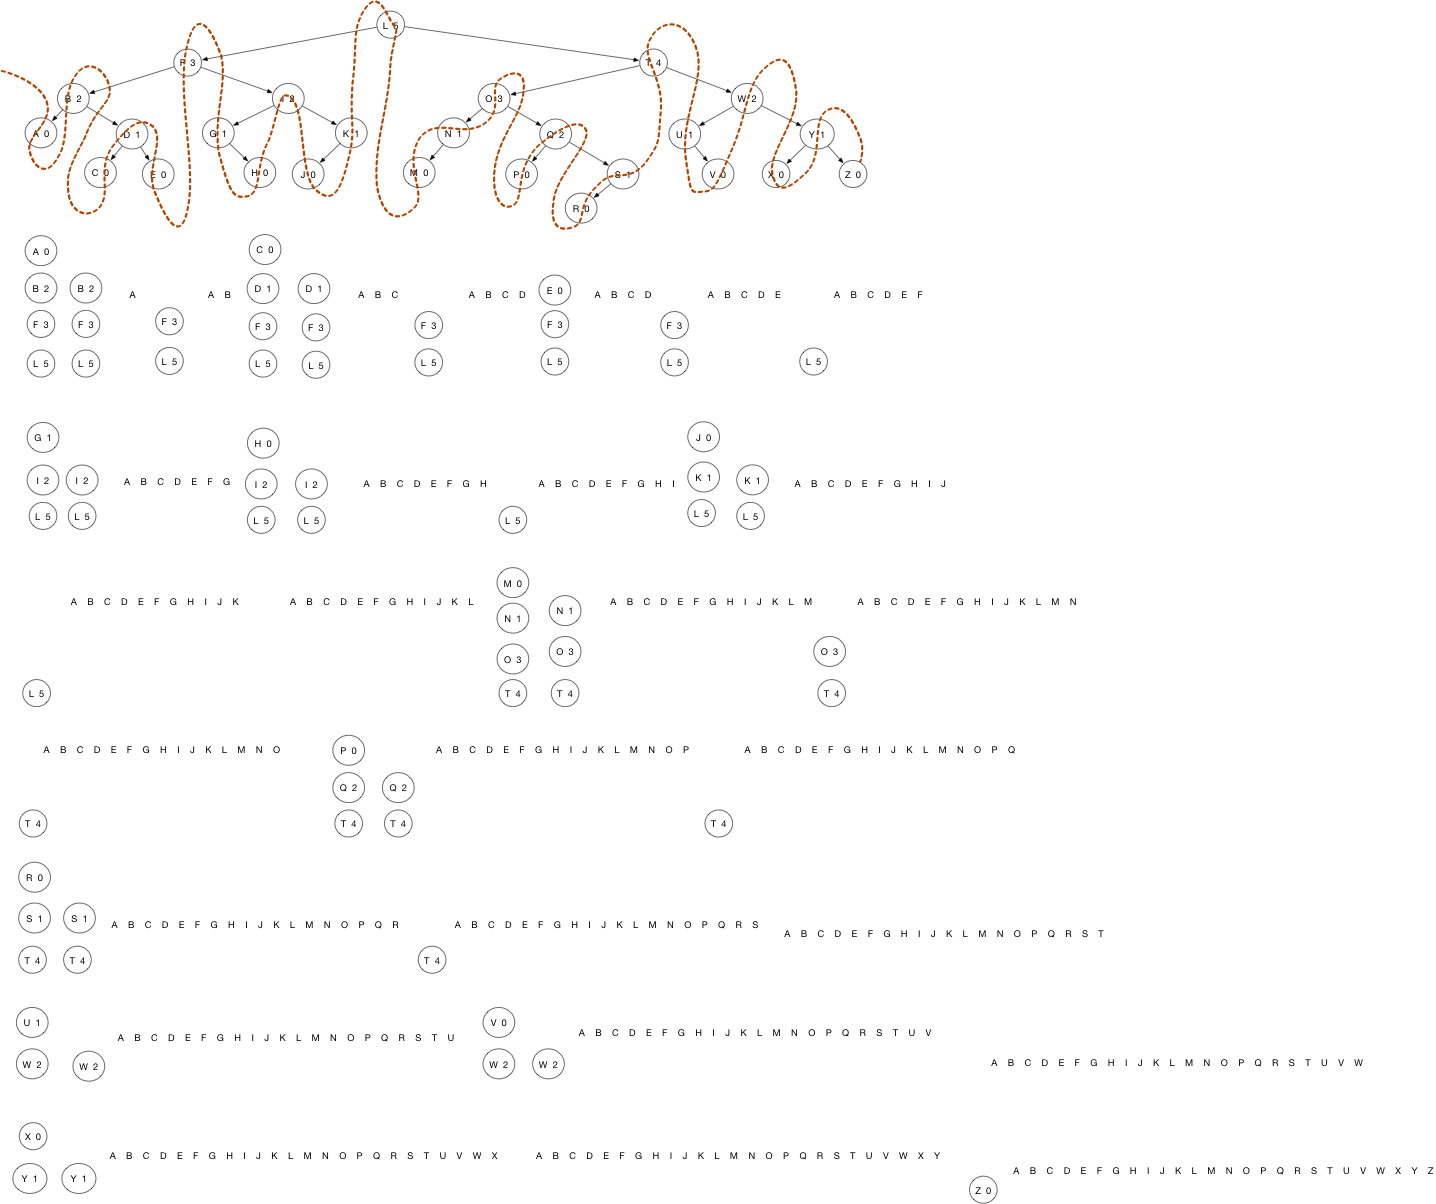 L 5
F 3 T 4
B 2 I 2 O 3 W 2
A 0 D 1 G 1 K 1 N 1 Q 2 U 1 Y 1
C 0 E 0 H 0 J 0 M 0 P 0 S 1 V 0 X 0 Z 0
R 0
A 0 C 0
B 2 B 2 A A B D 1 D 1 A B C A B C D E 0 A B C D A B C D E A B C D E F
F 3 F 3 F 3 F 3 F 3 F 3 F 3 F 3
L 5 L 5 L 5 L 5 L 5 L 5 L 5 L 5 L 5
G 1 H 0 J 0
I 2 I 2 A B C D E F G I 2 I 2 A B C D E F G H A B C D E F G H I K 1 K 1 A B C D E F G H I J
L 5 L 5 L 5 L 5 L 5 L 5 L 5
M 0
A B C D E F G H I J K A B C D E F G H I J K L N 1 N 1 A B C D E F G H I J K L M A B C D E F G H I J K L M N
O 3 O 3 O 3
L 5 T 4 T 4 T 4
A B C D E F G H I J K L M N O P 0 A B C D E F G H I J K L M N O P A B C D E F G H I J K L M N O P Q
Q 2 Q 2
T 4 T 4 T 4 T 4
R 0
S 1 S 1 A B C D E F G H I J K L M N O P Q R A B C D E F G H I J K L M N O P Q R S A B C D E F G H I J K L M N O P Q R S T
T 4 T 4 T 4
U 1 A B C D E F G H I J K L M N O P Q R S T U V 0 A B C D E F G H I J K L M N O P Q R S T U V
W 2 W 2 W 2 W 2 A B C D E F G H I J K L M N O P Q R S T U V W
X 0
A B C D E F G H I J K L M N O P Q R S T U V W X A B C D E F G H I J K L M N O P Q R S T U V W X Y
Y 1 Y 1 Z 0 A B C D E F G H I J K L M N O P Q R S T U V W X Y Z